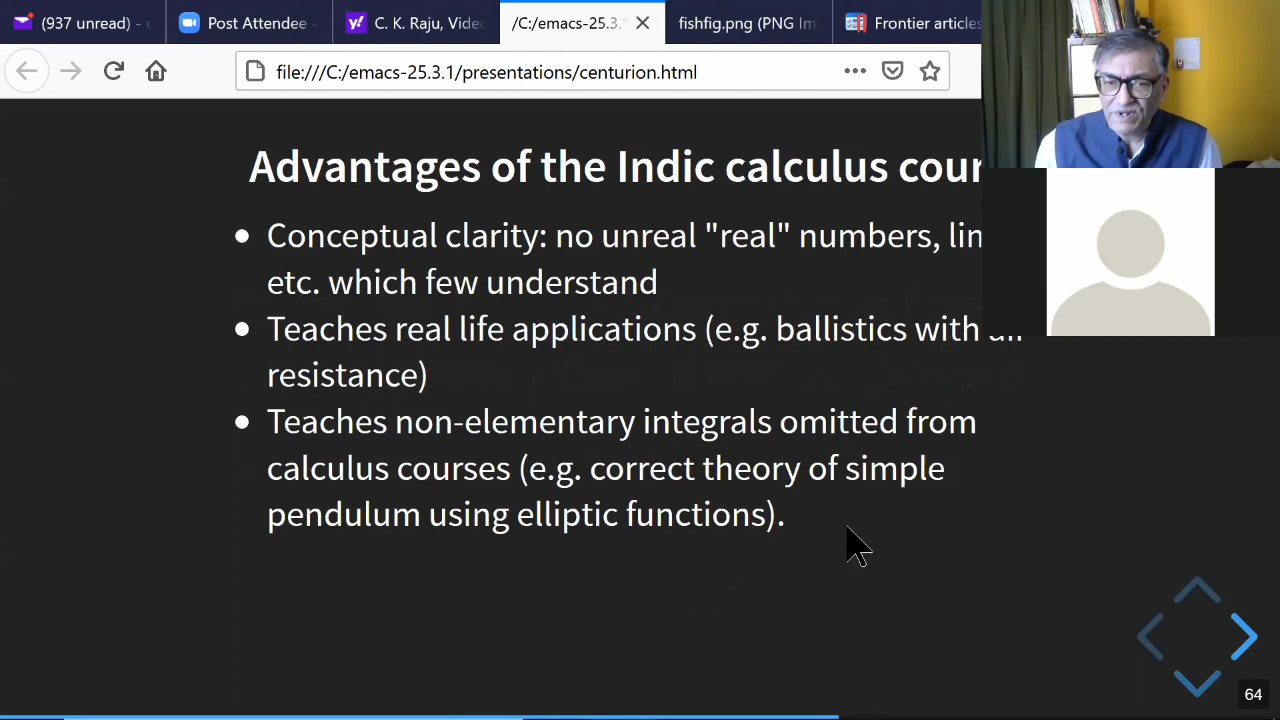 (937 unread) -
Post Attendee -
C. K. Raju, Vide
/C:/emacs-25.3.1
fishfig.png (PNG Im
Frontier articles
file:///C:/emacs-25.3.1/presentations/centurion.html
Advantages of the Indic calculus cour
• Conceptual clarity: no unreal "real" numbers, lim
etc. which few understand
• Teaches real life applications (e.g. ballistics with air
resistance)
• Teaches non-elementary integrals omitted from
calculus courses (e.g. correct theory of simple
pendulum using elliptic functions).
64